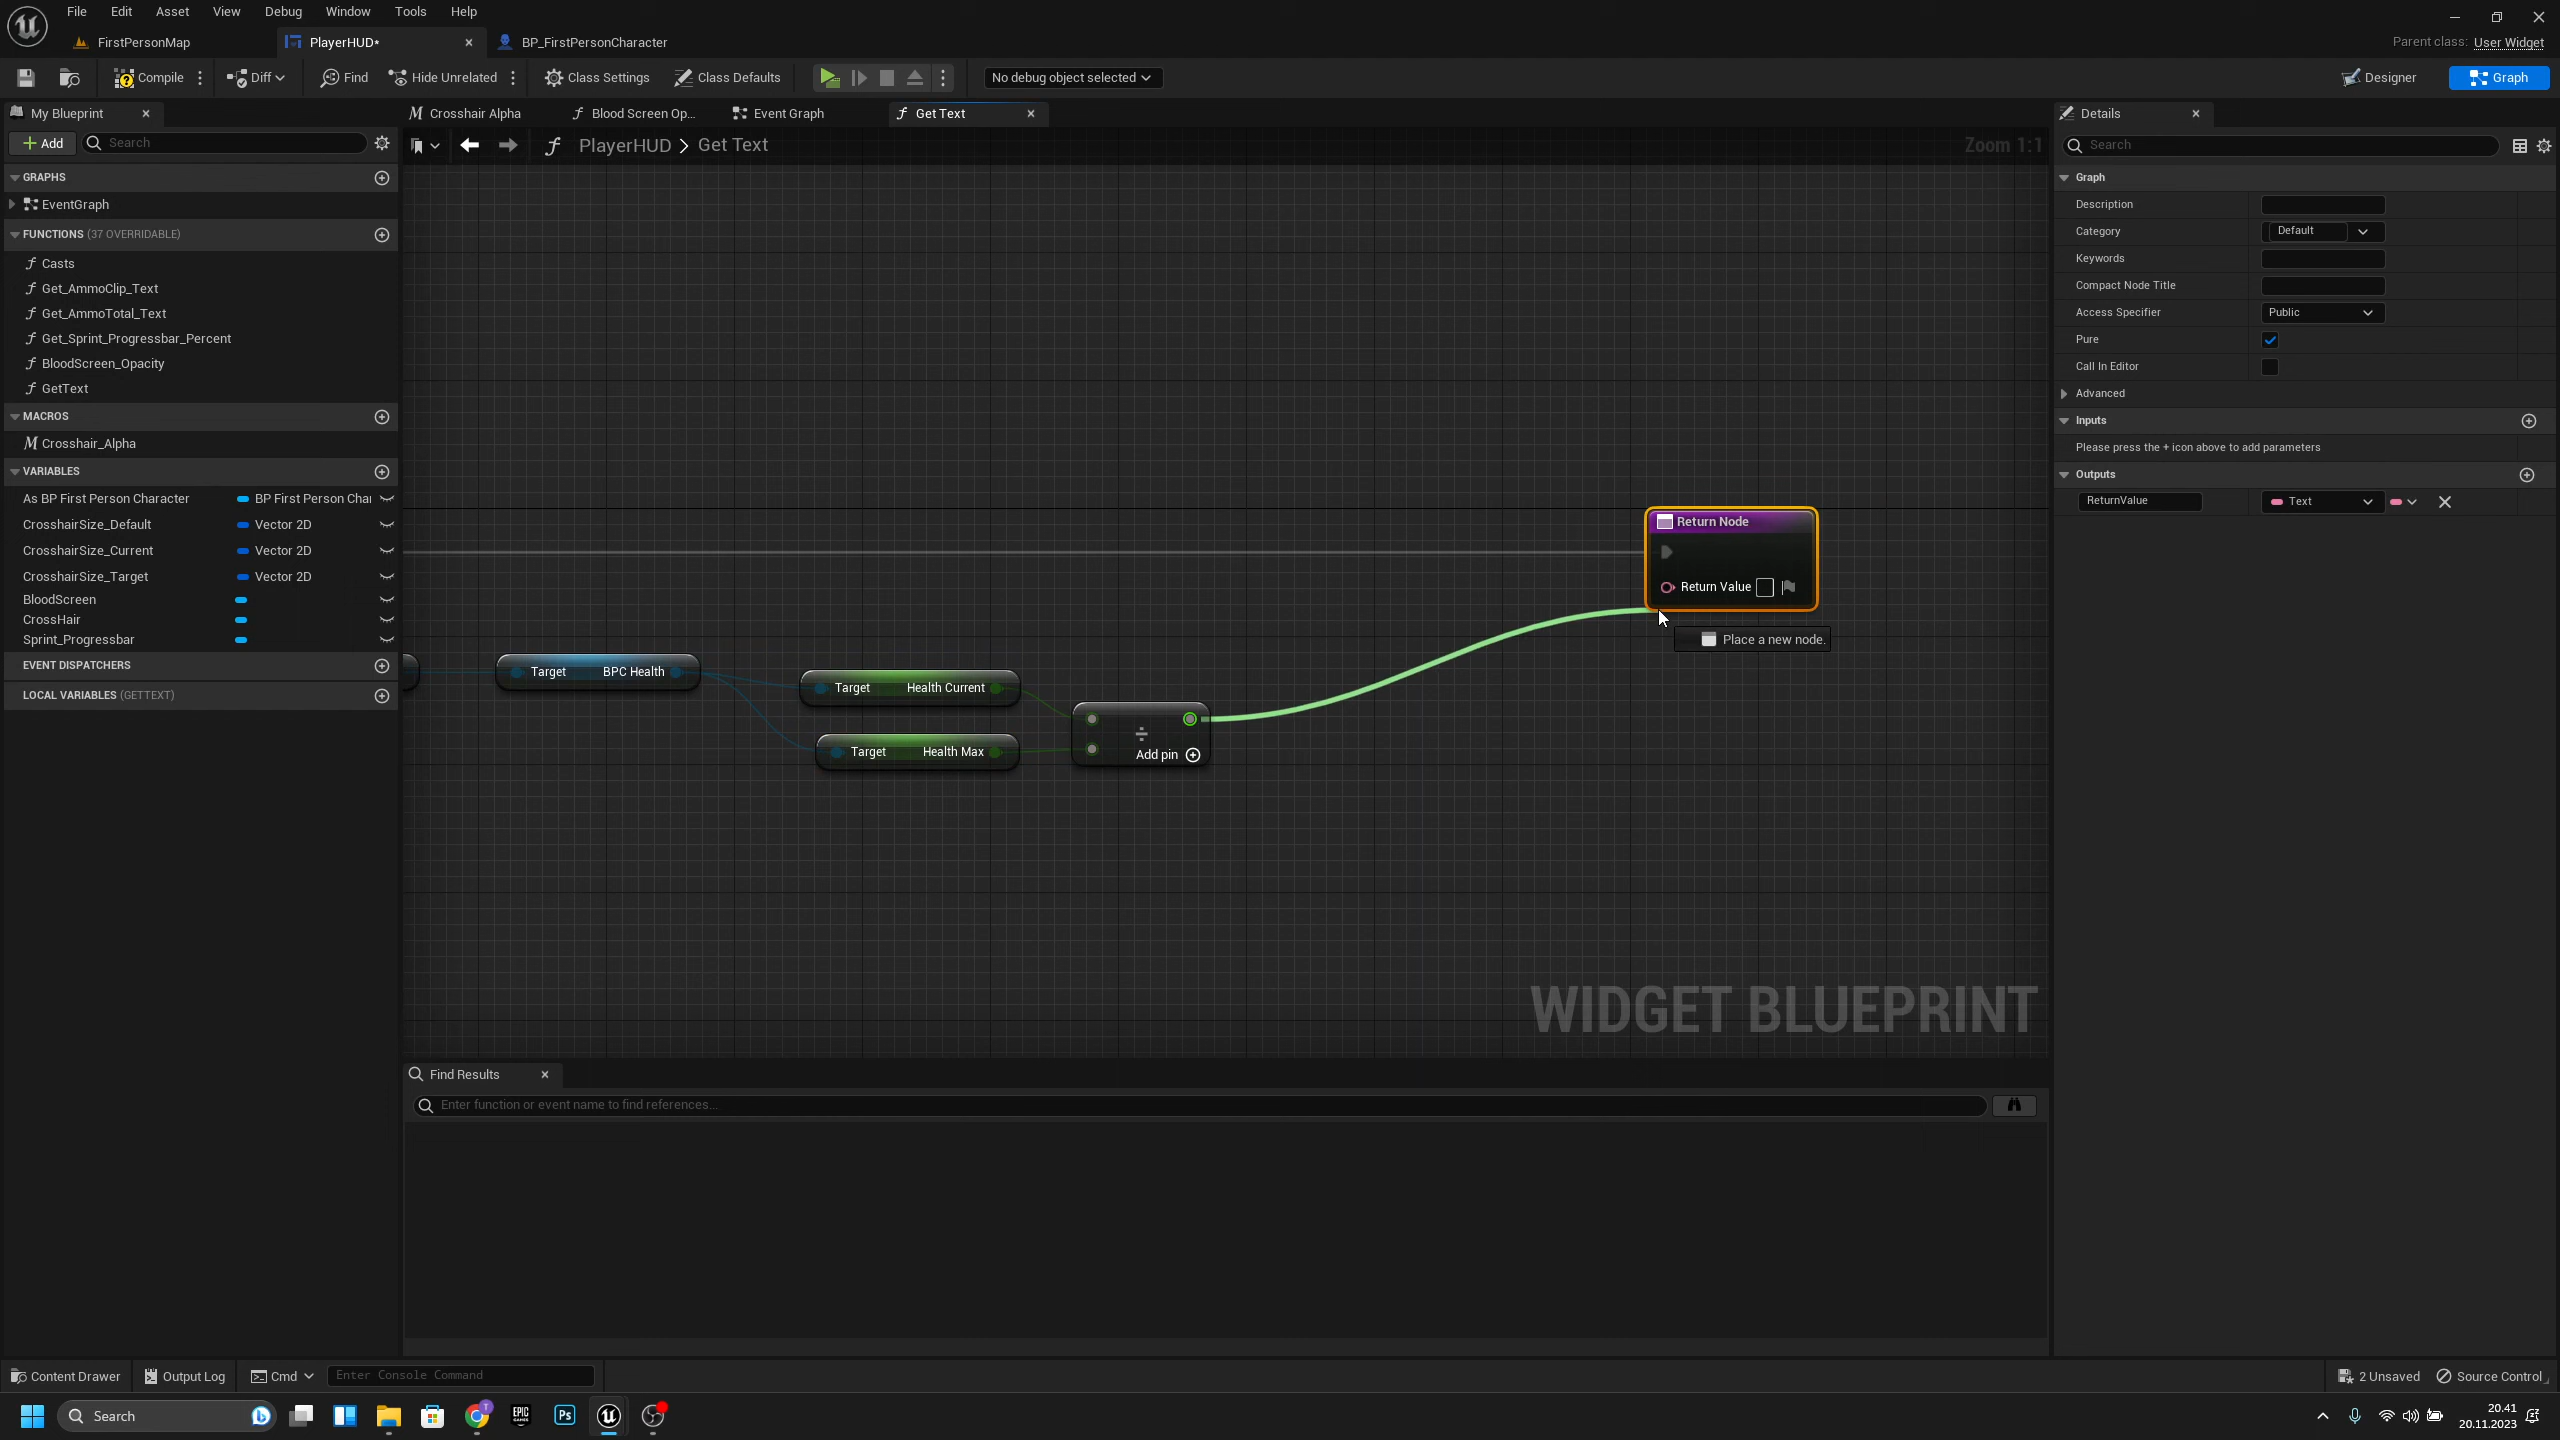 File Edit Asset View Debug Window Tools Help
FirstPersonMap PlayerHUD* BP_FirstPersonCharacter
Parent class: User Widget
Compile Diff Find Hide Unrelated Class Settings Class Defaults No debug object selected Designer Graph
My Blueprint
Crosshair Alpha Blood Screen Op... Event Graph Get Text
Details
Add Search
PlayerHUD > Get Text Zoom 1:1
Search
GRAPHS
EventGraph
FUNCTIONS (37 OVERRIDABLE)
Casts
Get_AmmoClip_Text
Get_AmmoTotal_Text
Get_Sprint_Progressbar_Percent
BloodScreen_Opacity
GetText
MACROS
Crosshair_Alpha
VARIABLES
As BP First Person Character BP First Person Char
CrosshairSize_Default Vector 2D
CrosshairSize_Current Vector 2D
CrosshairSize_Target Vector 2D
BloodScreen
CrossHair
Sprint_Progressbar
EVENT DISPATCHERS
LOCAL VARIABLES (GETTEXT)
Return Node
Return Value
Place a new node.
Target BPC Health
Target Health Current
Target Health Max
÷
Add pin
WIDGET BLUEPRINT
Graph
Description
Category Default
Keywords
Compact Node Title
Access Specifier Public
Pure
Call In Editor
Advanced
Inputs
Please press the + icon above to add parameters
Outputs
ReturnValue Text
Find Results
Enter function or event name to find references...
Content Drawer Output Log Cmd Enter Console Command 2 Unsaved Source Control
Search EPIC GAMES Ps T
20.41
20.11.2023